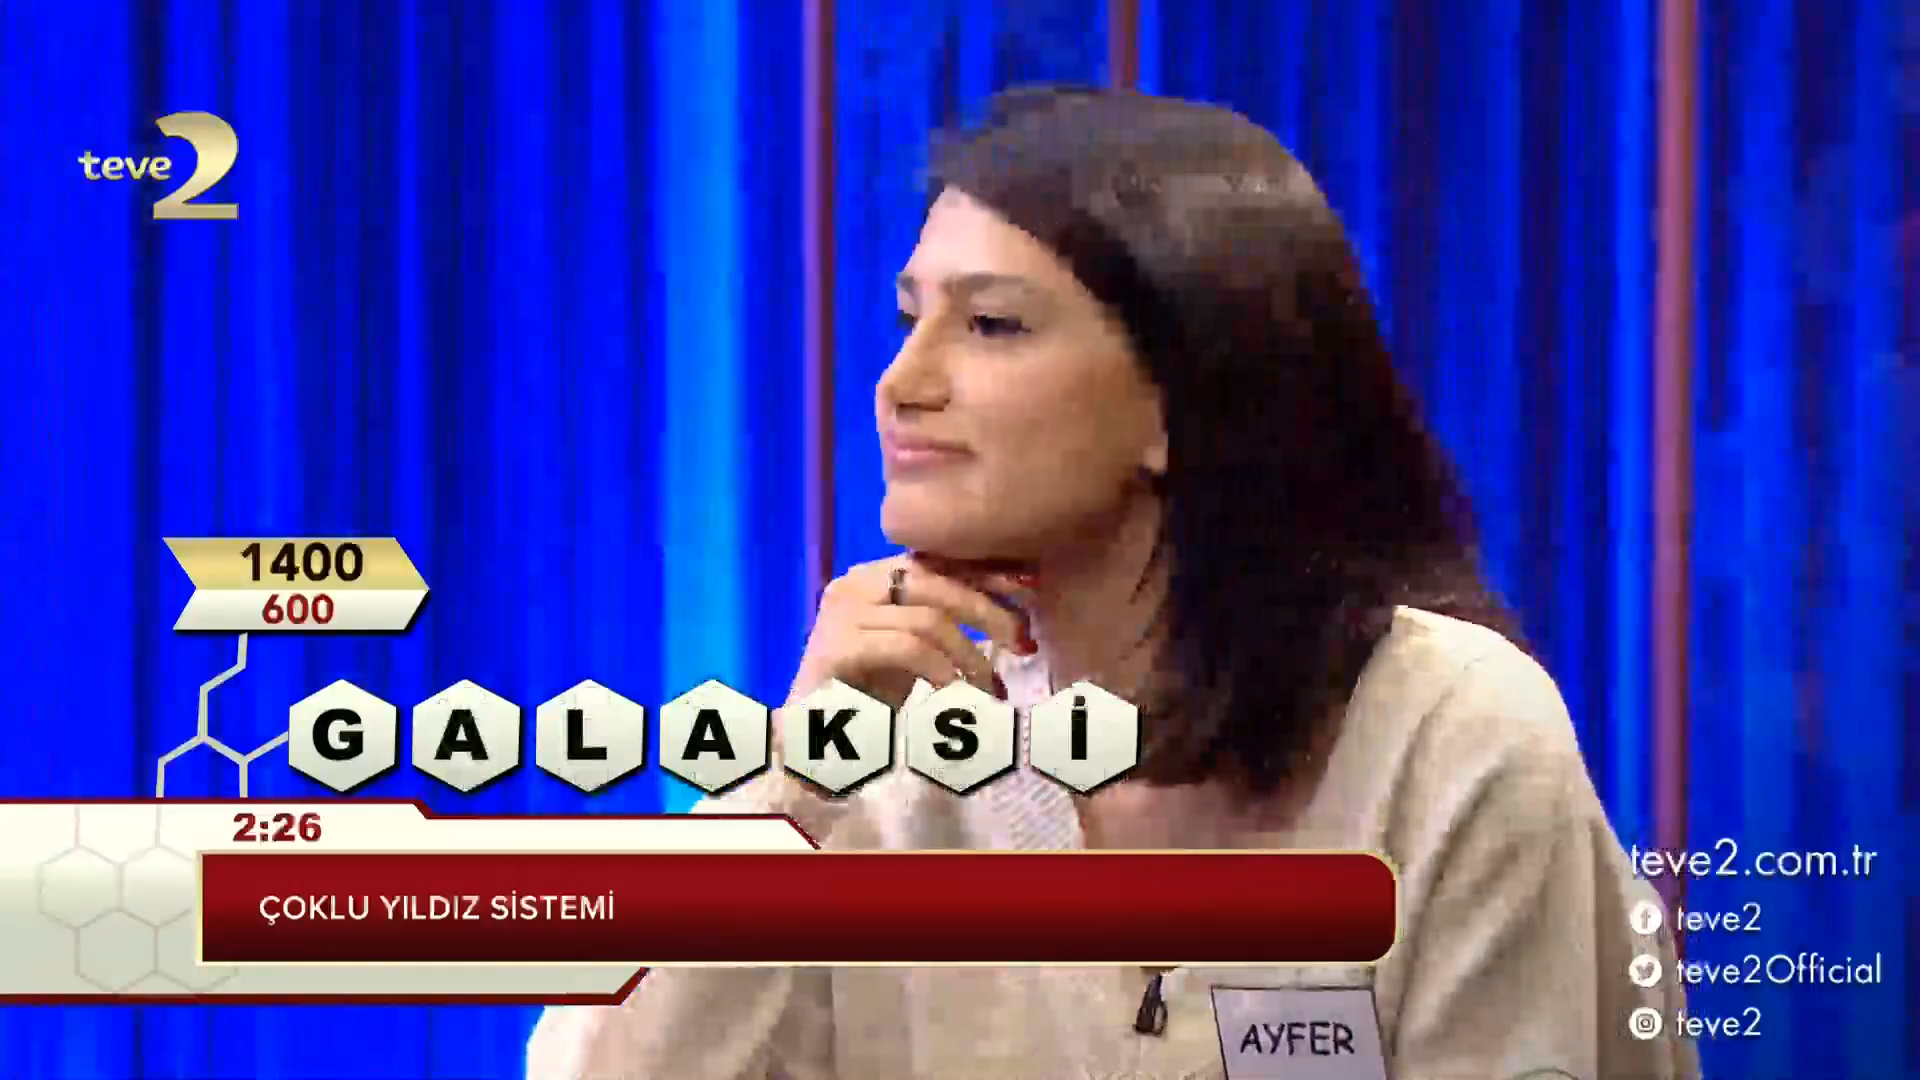 teve2
1400
600
GALAKSİ
2:26
ÇOKLU YILDIZ SİSTEMİ
teve2.com.tr
teve2
teve2Official
teve2
AYFER